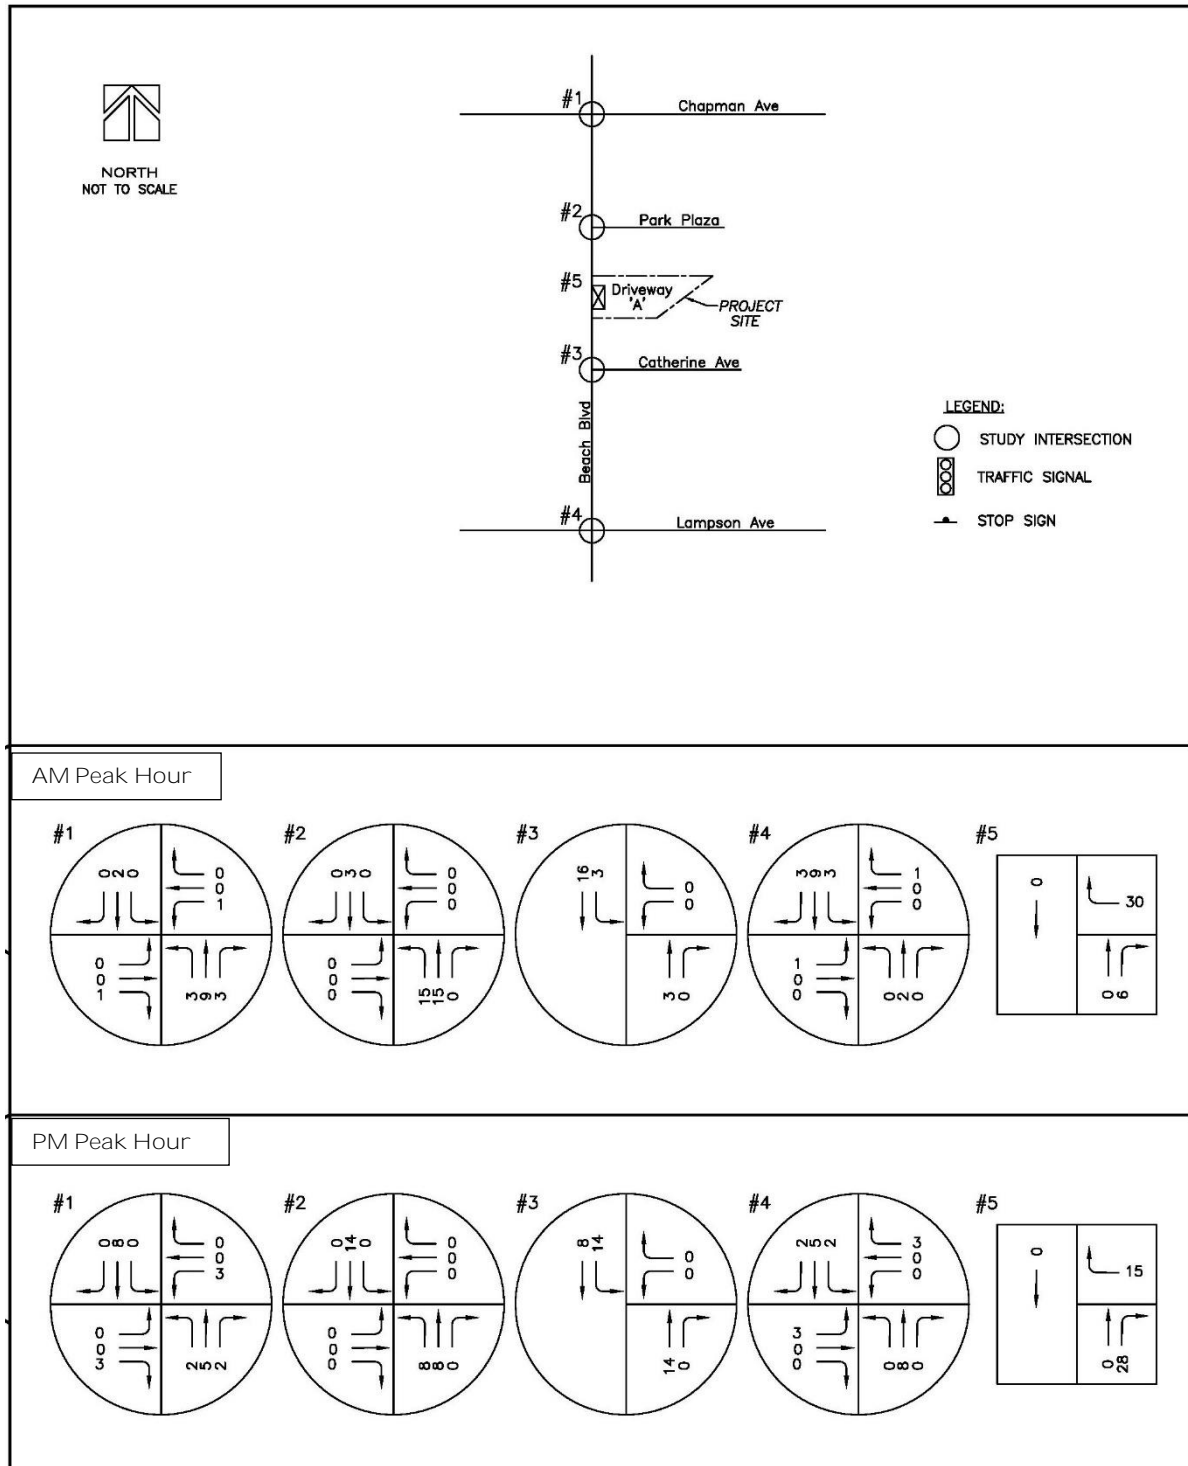 #1
Chapman Ave
NORTH
NOT TO SCALE
#2
Park Plaza
#5
Driveway
'A'
PROJECT
SITE
#3
Catherine Ave
Beach Blvd
LEGEND:
STUDY INTERSECTION
TRAFFIC SIGNAL
STOP SIGN
#4
Lampson Ave
AM Peak Hour
#1
0 2 0
0
0
1
0
0
1
3 9 3
#2
0 3 0
0
0
0
0
0
0
15 15 0
#3
16 3
0
0
3 0
#4
3 9 3
1
0
0
1
0
0
0 2 0
#5
0
30
0 6
PM Peak Hour
#1
0 8 0
0
0
3
0
0
3
2 5 2
#2
0 14 0
0
0
0
0
0
0
8 8 0
#3
8 14
0
0
14 0
#4
2 5 2
3
0
0
3
0
0
0 8 0
#5
0
15
0 28